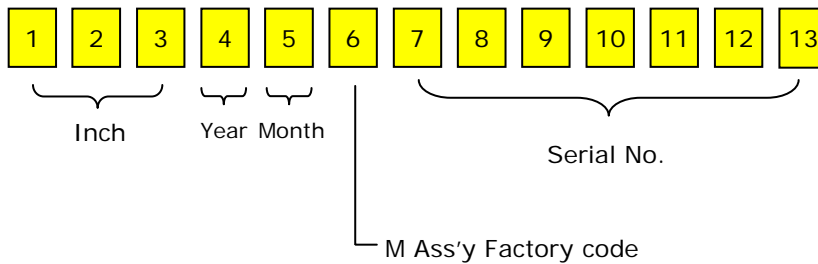 1 2 3 4 5 6 7 8 9 10 11 12 13
Inch Year Month
Serial No.
M Ass'y Factory code